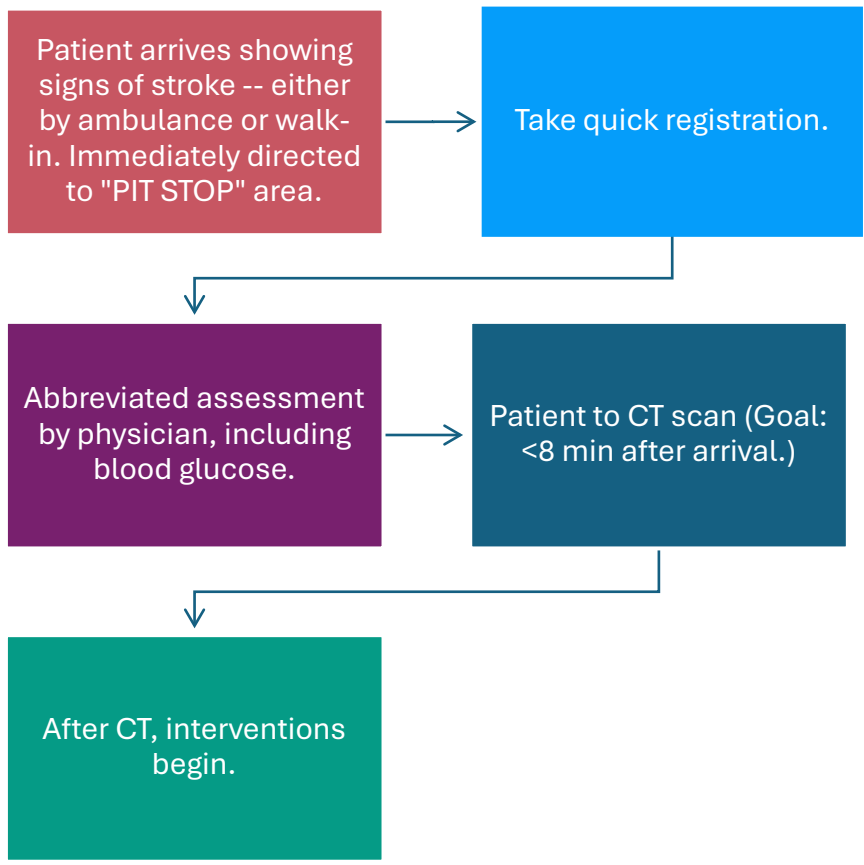 Patient arrives showing
signs of stroke -- either
by ambulance or walk-
in. Immediately directed
to "PIT STOP" area.
Take quick registration.
Abbreviated assessment
by physician, including
blood glucose.
Patient to CT scan (Goal:
<8 min after arrival.)
After CT, interventions
begin.